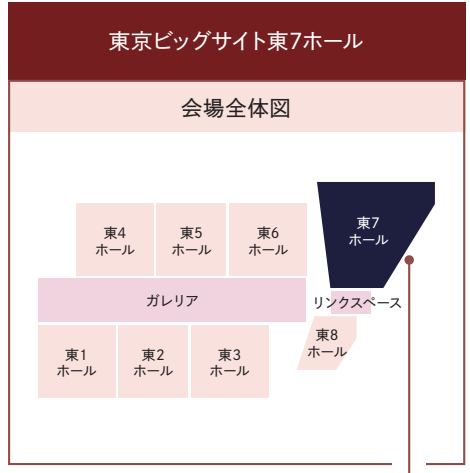 東京ビッグサイト東7ホール
会場全体図
東7
ホール
東4
ホール
東5
ホール
東6
ホール
ガレリア
リンクスペース
東8
ホール
東1
ホール
東2
ホール
東3
ホール